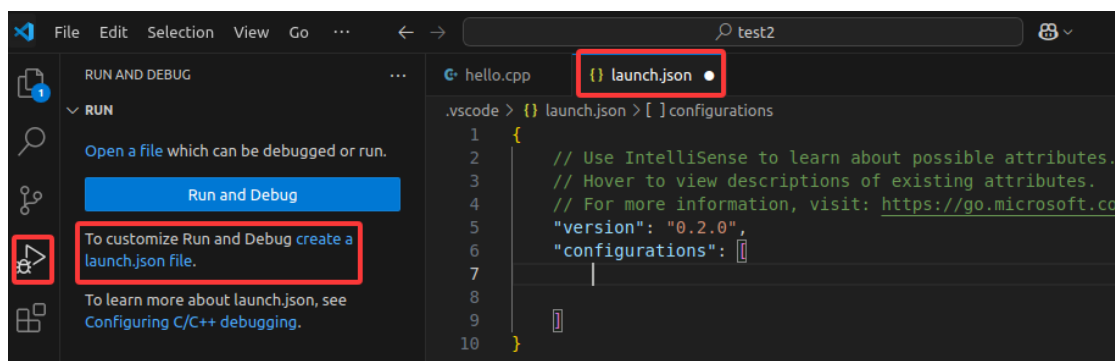 File Edit Selection View Go ··· ← → test2
RUN AND DEBUG ···
RUN
Open a file which can be debugged or run.
Run and Debug
To customize Run and Debug create a
launch.json file.
To learn more about launch.json, see
Configuring C/C++ debugging.
1
hello.cpp {} launch.json ●
.vscode > {} launch.json > [ ] configurations
1 {
2 // Use IntelliSense to learn about possible attributes.
3 // Hover to view descriptions of existing attributes.
4 // For more information, visit: https://go.microsoft.co
5 "version": "0.2.0",
6 "configurations": [
7
8
9 ]
10 }